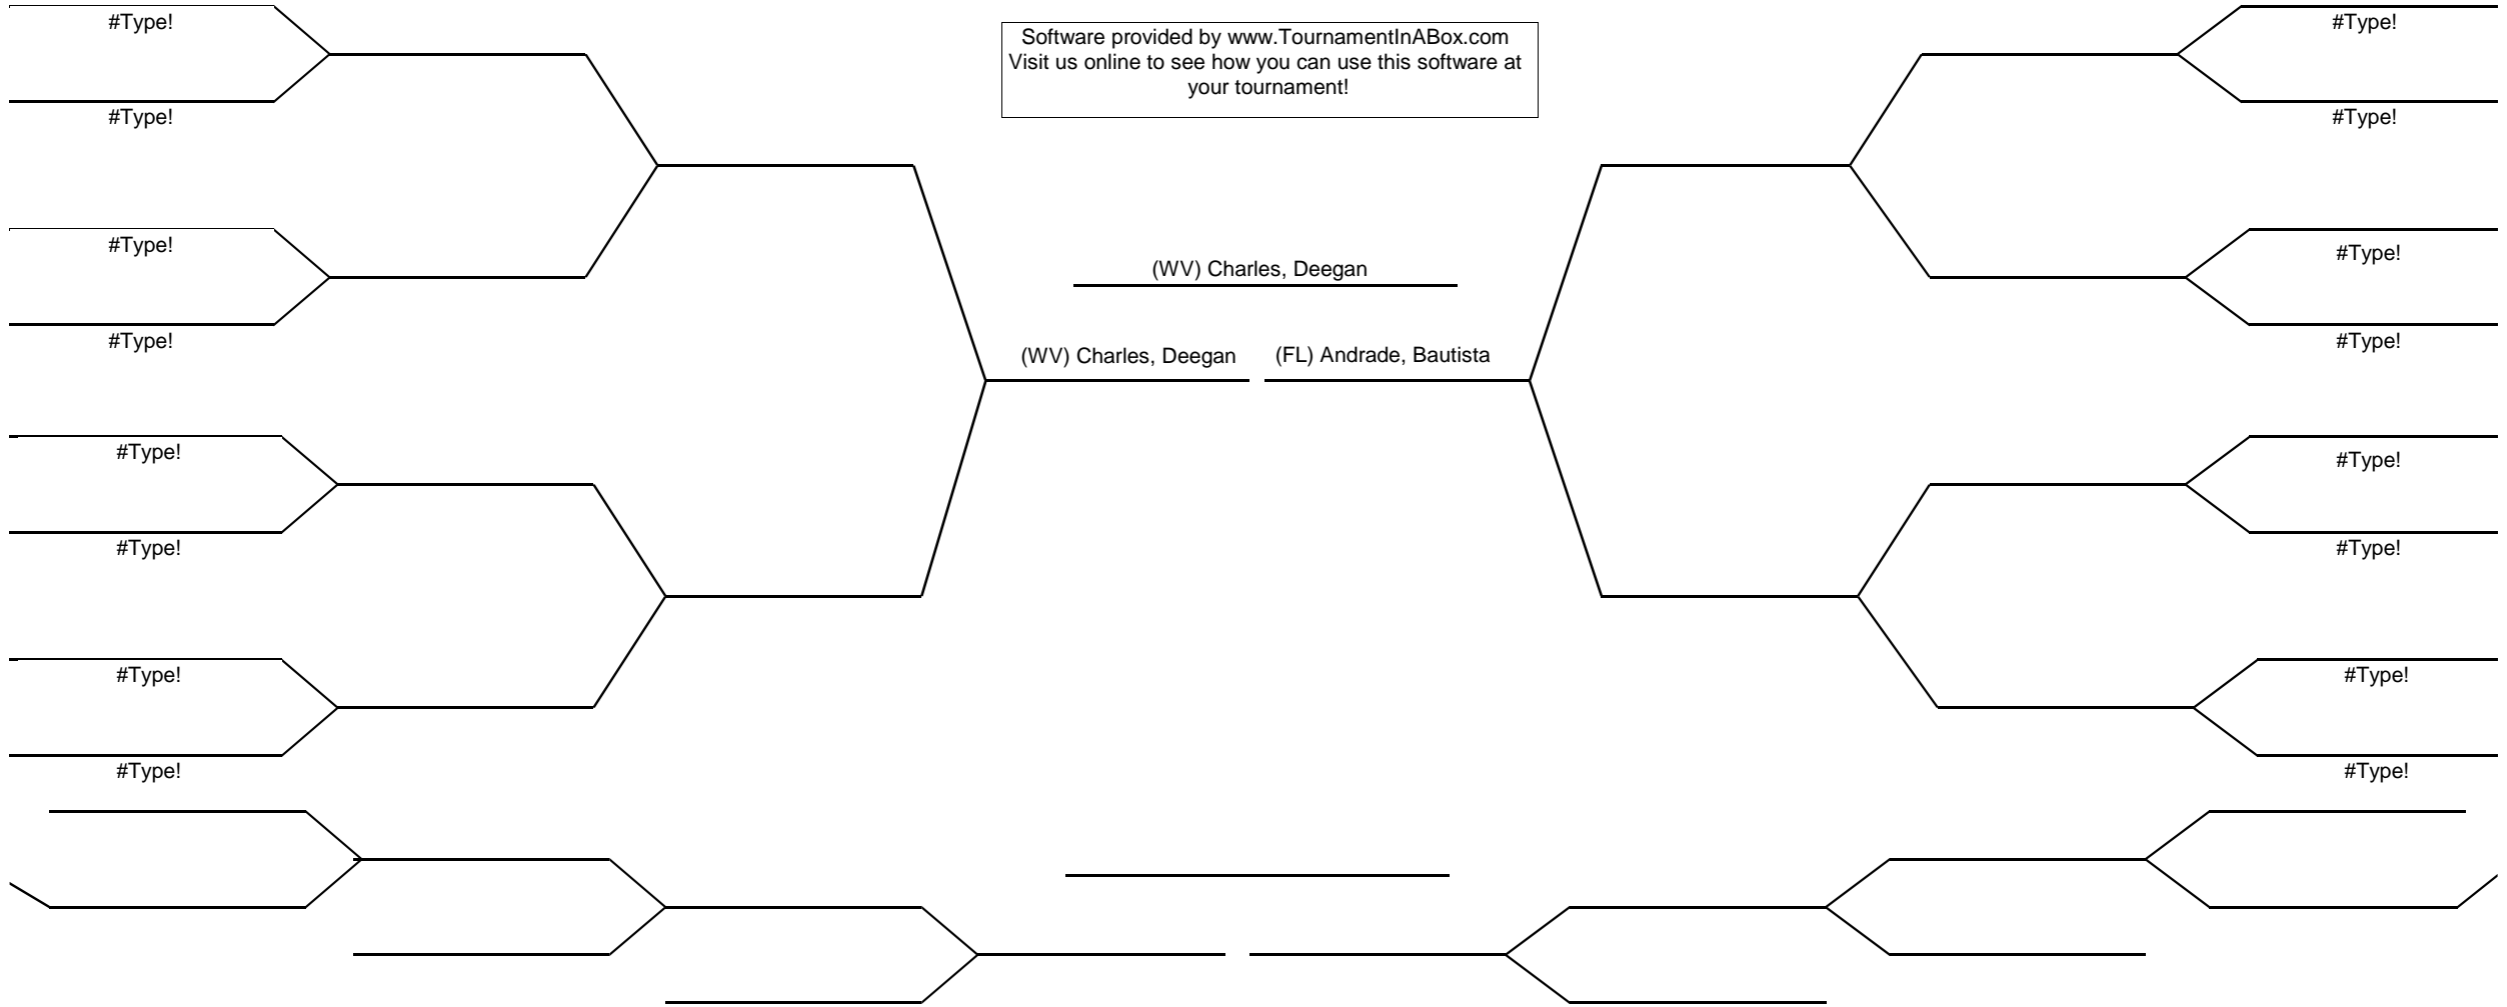 #Type!
#Type!
Software provided by www.TournamentInABox.com
Visit us online to see how you can use this software at
your tournament!
#Type!
#Type!
#Type!
#Type!
(WV) Charles, Deegan
#Type!
#Type!
(WV) Charles, Deegan
(FL) Andrade, Bautista
#Type!
#Type!
#Type!
#Type!
#Type!
#Type!
#Type!
#Type!